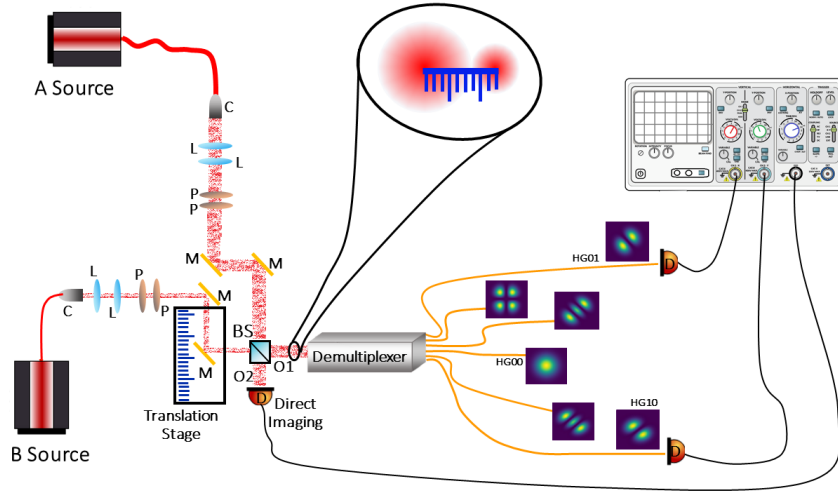 A Source
C
L
L
P
P
M
M
L
P
M
C
L
P
BS
M
O1
O2
D
Direct
Imaging
Translation
Stage
B Source
Demultiplexer
HG01
D
HG00
HG10
D